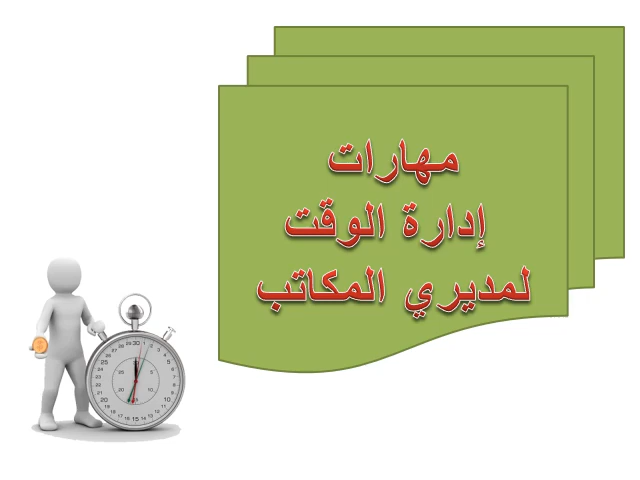 مهارات
إدارة الوقت
لمديري المكاتب